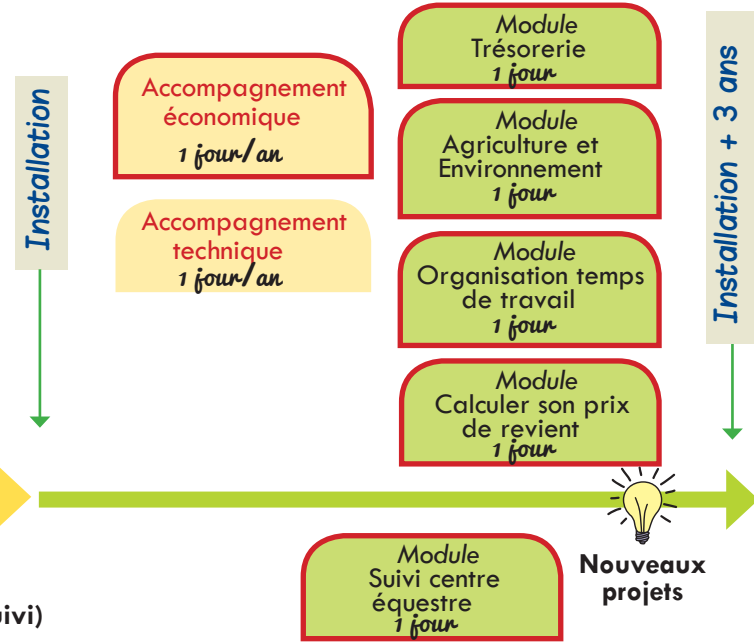 Installation
Accompagnement
économique
1 jour/an
Accompagnement
technique
1 jour/an
Module
Trésorerie
1 jour
Module
Agriculture et
Environnement
1 jour
Module
Organisation temps
de travail
1 jour
Module
Calculer son prix
de revient
1 jour
Installation + 3 ans
Module
Suivi centre
équestre
1 jour
Nouveaux
projets